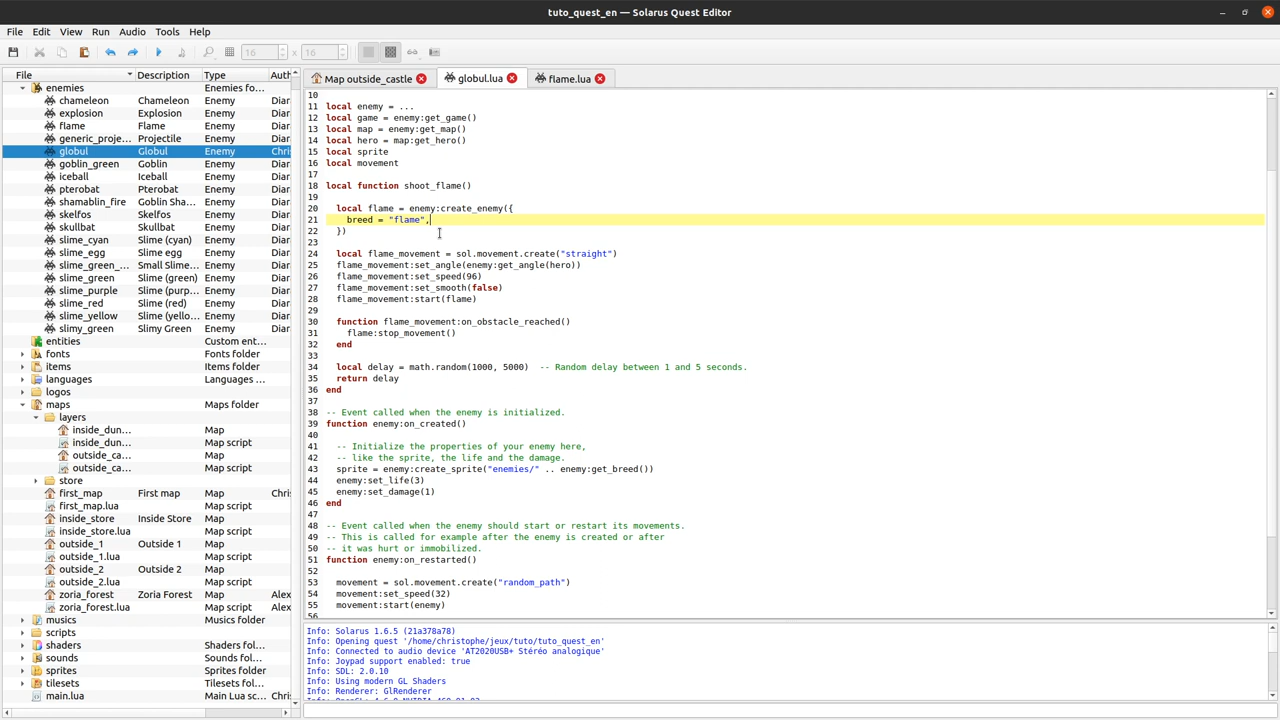 tuto_quest_en — Solarus Quest Editor
File Edit View Run Audio Tools Help
16 x 16
File Description Type Auth
enemies Enemies fo...
chameleon Chameleon Enemy Diar
explosion Explosion Enemy Diar
flame Flame Enemy Diar
generic_proje... Projectile Enemy Diar
globul Globul Enemy Chri
goblin_green Goblin Enemy Diar
iceball Iceball Enemy Diar
pterobat Pterobat Enemy Diar
shamablin_fire Goblin Sha... Enemy Diar
skelfos Skelfos Enemy Diar
skullbat Skullbat Enemy Diar
slime_cyan Slime (cyan) Enemy Diar
slime_egg Slime egg Enemy Diar
slime_green_... Small Slime... Enemy Diar
slime_green Slime (green) Enemy Diar
slime_purple Slime (purp... Enemy Diar
slime_red Slime (red) Enemy Diar
slime_yellow Slime (yello... Enemy Diar
slimy_green Slimy Green Enemy Diar
entities Custom ent...
fonts Fonts folder
items Items folder
languages Languages ...
logos
maps Maps folder
layers
inside_dun... Map
inside_dun... Map script
outside_ca... Map
outside_ca... Map script
store
first_map First map Map Chris
first_map.lua Map script
inside_store Inside Store Map
inside_store.lua Map script
outside_1 Outside 1 Map
outside_1.lua Map script
outside_2 Outside 2 Map
outside_2.lua Map script
zoria_forest Zoria Forest Map Alex
zoria_forest.lua Map script Alex
musics Musics folder
scripts
shaders Shaders fol...
sounds Sounds fol...
sprites Sprites folder
tilesets Tilesets fol...
main.lua Main Lua sc... Chris
Map outside_castle globul.lua flame.lua
10
11 local enemy = ...
12 local game = enemy:get_game()
13 local map = enemy:get_map()
14 local hero = map:get_hero()
15 local sprite
16 local movement
17
18 local function shoot_flame()
19
20 local flame = enemy:create_enemy({
21 breed = "flame",
22 })
23
24 local flame_movement = sol.movement.create("straight")
25 flame_movement:set_angle(enemy:get_angle(hero))
26 flame_movement:set_speed(96)
27 flame_movement:set_smooth(false)
28 flame_movement:start(flame)
29
30 function flame_movement:on_obstacle_reached()
31 flame:stop_movement()
32 end
33
34 local delay = math.random(1000, 5000) -- Random delay between 1 and 5 seconds.
35 return delay
36 end
37
38 -- Event called when the enemy is initialized.
39 function enemy:on_created()
40
41 -- Initialize the properties of your enemy here,
42 -- like the sprite, the life and the damage.
43 sprite = enemy:create_sprite("enemies/" .. enemy:get_breed())
44 enemy:set_life(3)
45 enemy:set_damage(1)
46 end
47
48 -- Event called when the enemy should start or restart its movements.
49 -- This is called for example after the enemy is created or after
50 -- it was hurt or immobilized.
51 function enemy:on_restarted()
52
53 movement = sol.movement.create("random_path")
54 movement:set_speed(32)
55 movement:start(enemy)
56
Info: Solarus 1.6.5 (21a378a78)
Info: Opening quest '/home/christophe/jeux/tuto/tuto_quest_en'
Info: Connected to audio device 'AT2020USB+ Stéréo analogique'
Info: Joypad support enabled: true
Info: SDL: 2.0.10
Info: Using modern GL Shaders
Info: Renderer: GlRenderer